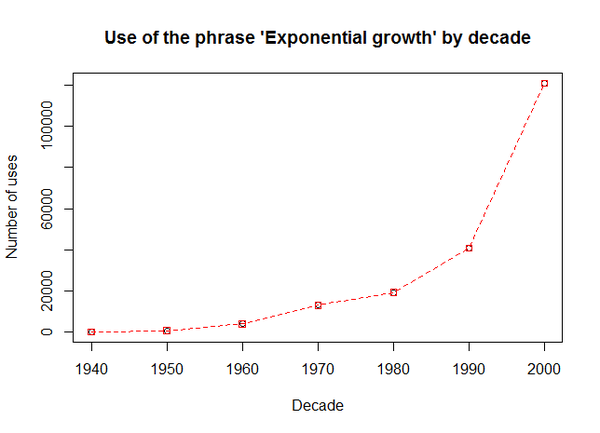 Use of the phrase 'Exponential growth' by decade
Number of uses
100000
60000
20000
0
1940 1950 1960 1970 1980 1990 2000
Decade